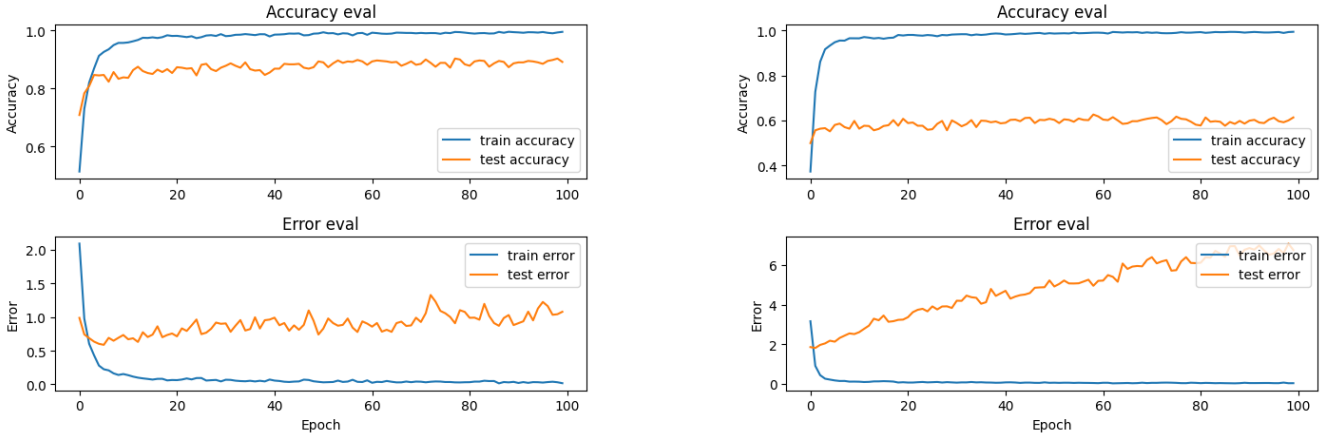 Accuracy eval
1.0
0.8
0.6
Accuracy
train accuracy
test accuracy
0 20 40 60 80 100
Error eval
2.0
1.5
1.0
0.5
0.0
Error
train error
test error
0 20 40 60 80 100
Epoch
Accuracy eval
1.0
0.8
0.6
0.4
Accuracy
train accuracy
test accuracy
0 20 40 60 80 100
Error eval
6
4
2
0
Error
train error
test error
0 20 40 60 80 100
Epoch